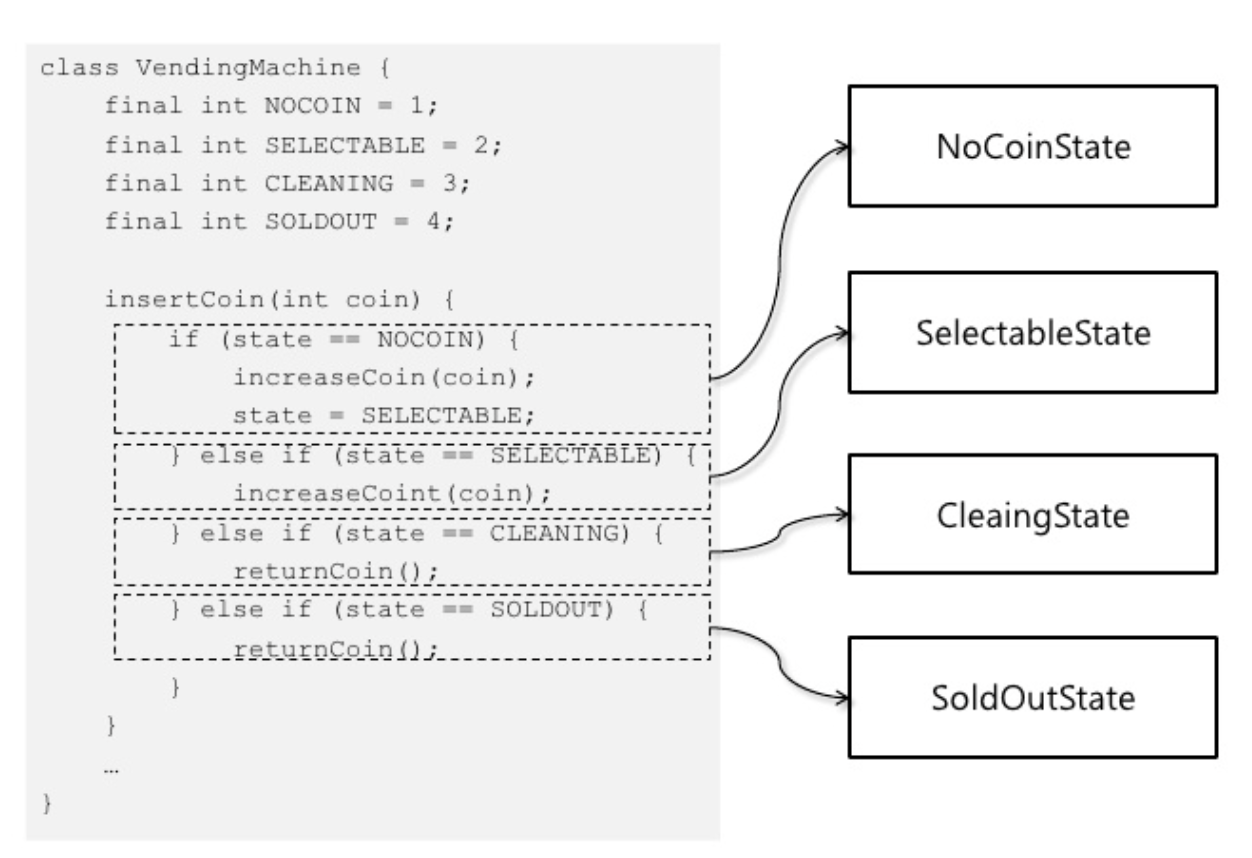 class VendingMachine {
    final int NOCOIN = 1;
    final int SELECTABLE = 2;
    final int CLEANING = 3;
    final int SOLDOUT = 4;
    insertCoin(int coin) {
        if (state == NOCOIN) {
            increaseCoin(coin);
            state = SELECTABLE;
        } else if (state == SELECTABLE) {
            increaseCoint(coin);
        } else if (state == CLEANING) {
            returnCoin();
        } else if (state == SOLDOUT) {
            returnCoin();
        }
    }
    …
}
NoCoinState
SelectableState
CleaingState
SoldOutState